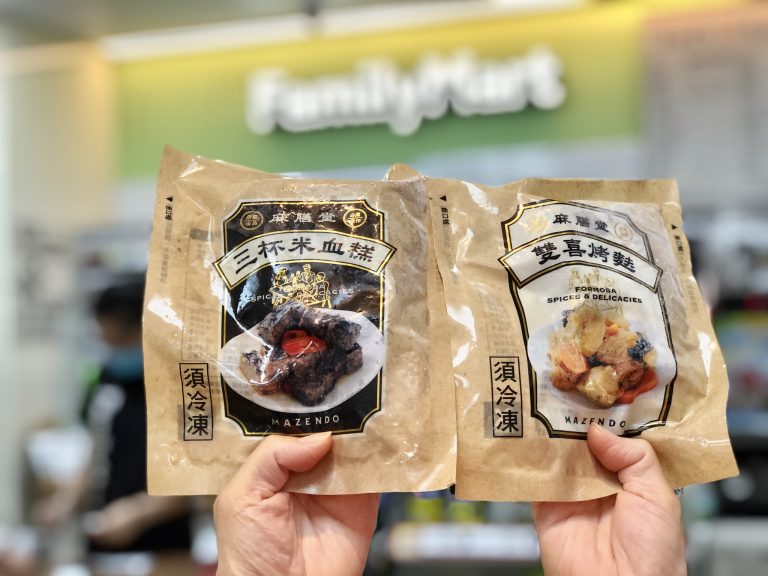 FamilyMart
麻膳堂
三杯米血糕
須冷凍
MAZENDO
麻膳堂
雙喜烤麩
FORMOSA
SPICES & DELICACIES
須冷凍
MAZENDO